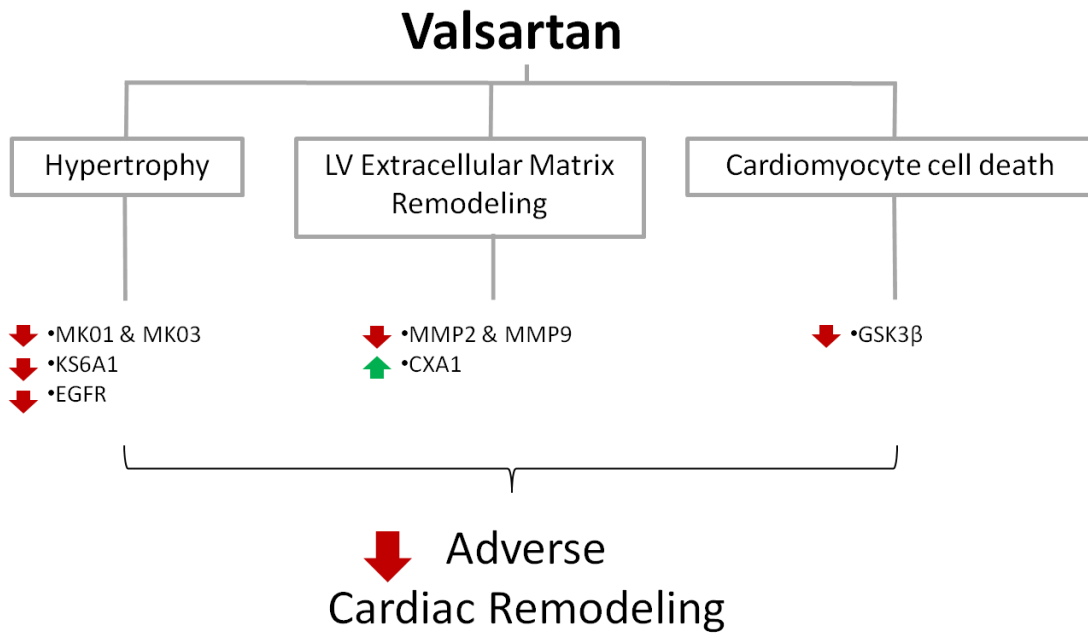 Valsartan
Hypertrophy
LV Extracellular Matrix
Remodeling
Cardiomyocyte cell death
•MK01 & MK03
•KS6A1
•EGFR
•MMP2 & MMP9
•CXA1
•GSK3β
Adverse
Cardiac Remodeling